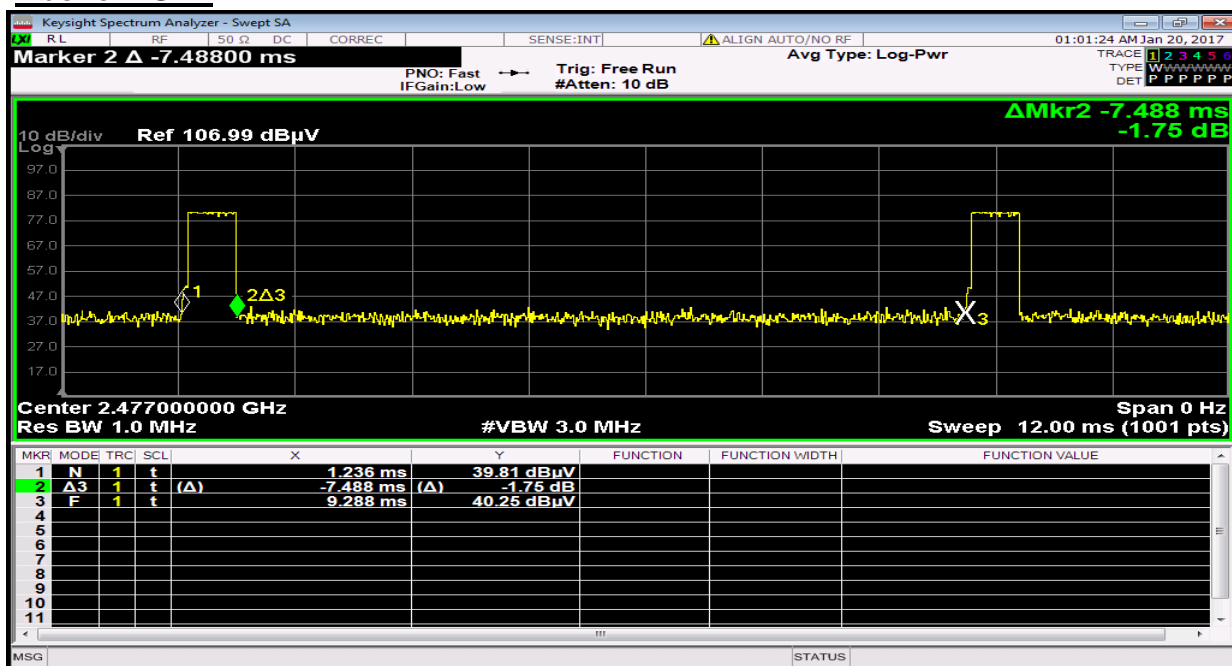 Keysight Spectrum Analyzer - Swept SA
LXI RL RF 50 Ω DC CORREC SENSE:INT ALIGN AUTO/NO RF 01:01:24 AM Jan 20, 2017
Marker 2 Δ -7.48800 ms
PNO: Fast
IFGain:Low
Trig: Free Run
#Atten: 10 dB
Avg Type: Log-Pwr
TRACE 1 2 3 4 5 6
TYPE WWWWWW
DET P P P P P P
ΔMkr2 -7.488 ms
-1.75 dB
10 dB/div Ref 106.99 dBµV
Log
97.0
87.0
77.0
67.0
57.0
47.0
37.0
27.0
17.0
1
2Δ3
X3
Center 2.477000000 GHz Span 0 Hz
Res BW 1.0 MHz #VBW 3.0 MHz Sweep 12.00 ms (1001 pts)
MKR MODE TRC SCL X Y FUNCTION FUNCTION WIDTH FUNCTION VALUE
1 N 1 t 1.236 ms 39.81 dBµV
2 Δ3 1 t (Δ) -7.488 ms (Δ) -1.75 dB
3 F 1 t 9.288 ms 40.25 dBµV
4
5
6
7
8
9
10
11
MSG STATUS